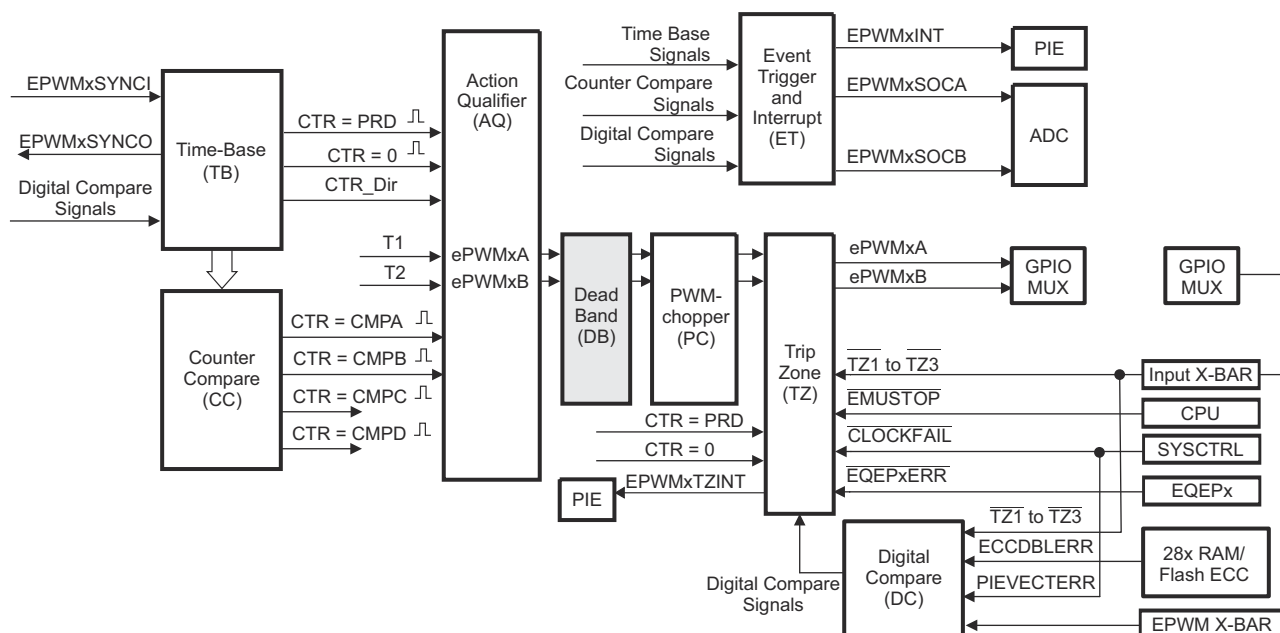 EPWMxSYNCI
EPWMxSYNCO
Digital Compare
Signals
Time-Base
(TB)
CTR = PRD
CTR = 0
CTR_Dir
T1
T2
Counter
Compare
(CC)
CTR = CMPA
CTR = CMPB
CTR = CMPC
CTR = CMPD
Action
Qualifier
(AQ)
ePWMxA
ePWMxB
Dead
Band
(DB)
PWM-
chopper
(PC)
Time Base
Signals
Counter Compare
Signals
Digital Compare
Signals
Event
Trigger
and
Interrupt
(ET)
EPWMxINT
EPWMxSOCA
EPWMxSOCB
PIE
ADC
Trip
Zone
(TZ)
ePWMxA
ePWMxB
GPIO
MUX
GPIO
MUX
TZ1 to TZ3
EMUSTOP
CLOCKFAIL
EQEPxERR
Input X-BAR
CPU
SYSCTRL
EQEPx
CTR = PRD
CTR = 0
EPWMxTZINT
PIE
TZ1 to TZ3
ECCDBLERR
PIEVECTERR
28x RAM/
Flash ECC
EPWM X-BAR
Digital
Compare
(DC)
Digital Compare
Signals